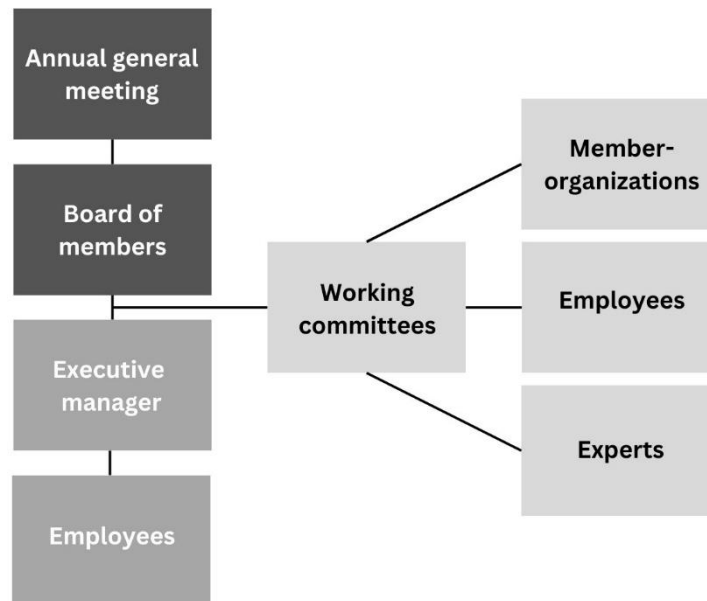 Annual general
meeting
Board of
members
Executive
manager
Employees
Working
committees
Member-
organizations
Employees
Experts